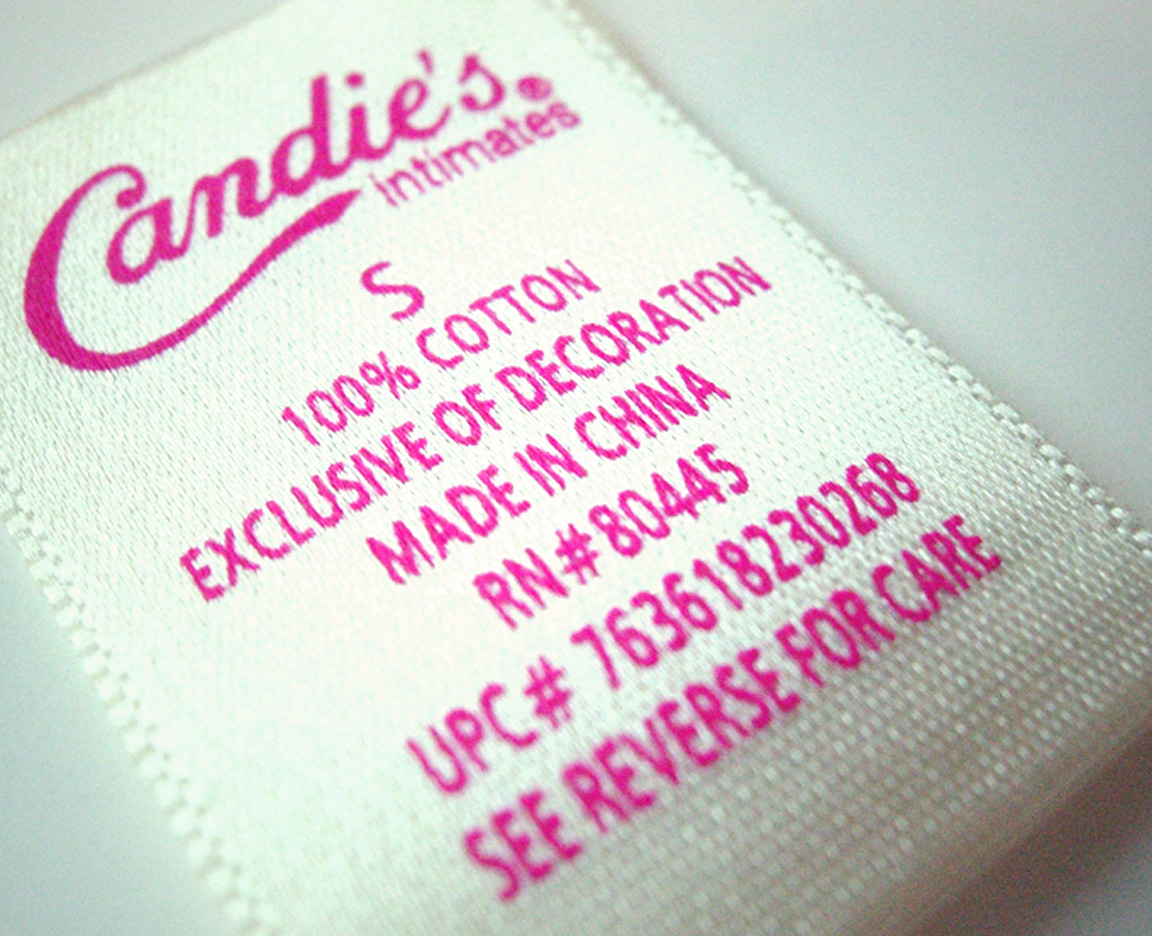 Candie's®
intimates
S
100% COTTON
EXCLUSIVE OF DECORATION
MADE IN CHINA
RN#80445
UPC# 763618230268
SEE REVERSE FOR CARE